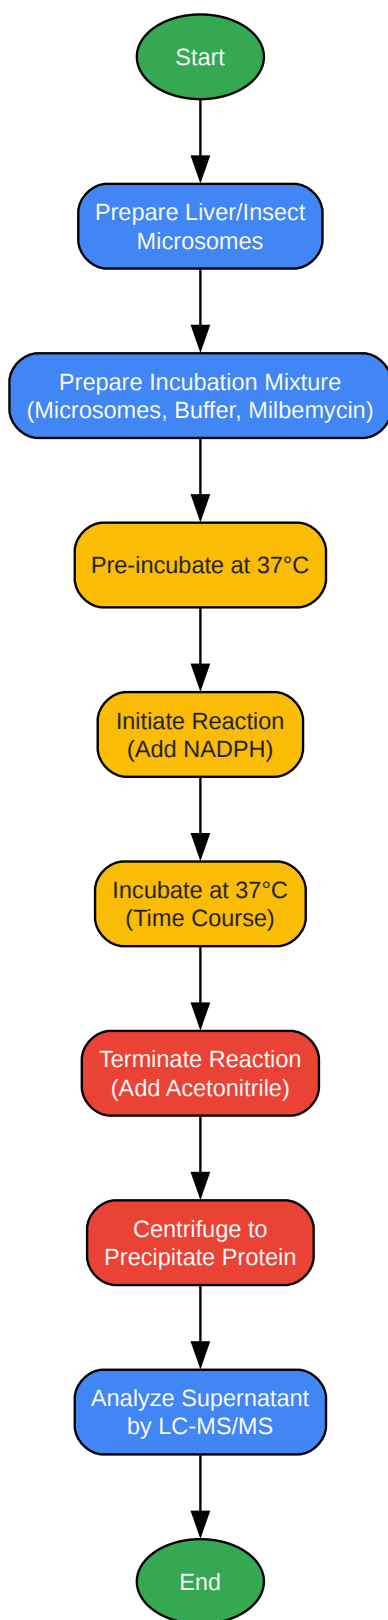 Start
Prepare Liver/Insect
Microsomes
Prepare Incubation Mixture
(Microsomes, Buffer, Milbemycin)
Pre-incubate at 37°C
Initiate Reaction
(Add NADPH)
Incubate at 37°C
(Time Course)
Terminate Reaction
(Add Acetonitrile)
Centrifuge to
Precipitate Protein
Analyze Supernatant
by LC-MS/MS
End